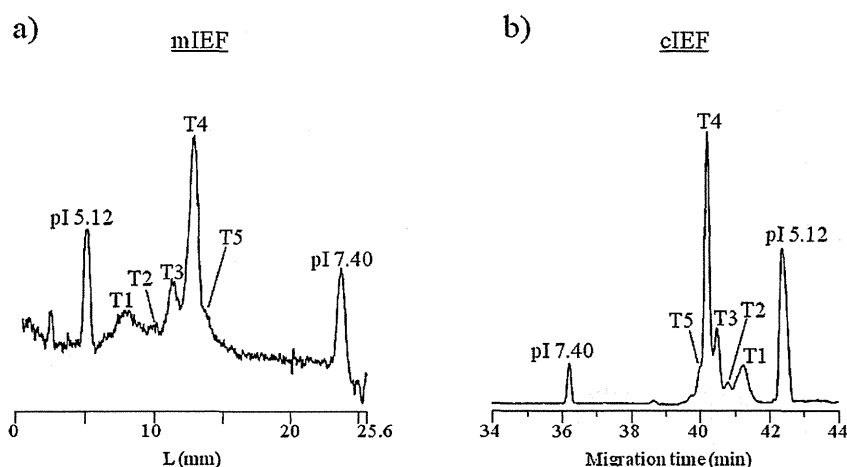 a)
mIEF
T4
pI 5.12
T5
T2
T3
pI 7.40
T1
0
10
20
25.6
L (mm)
b)
cIEF
T4
pI 5.12
T2
T3
T5
T1
pI 7.40
34
36
38
40
42
44
Migration time (min)